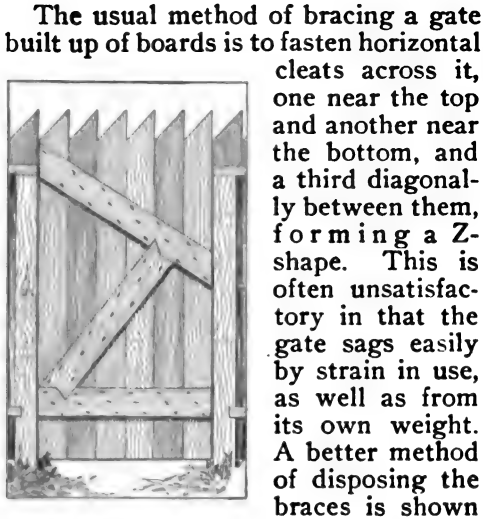 The usual method of bracing a gate
built up of boards is to fasten horizontal
cleats across it,
one near the top
and another near
the bottom, and
a third diagonal-
ly between them,
forming a Z-
shape. This is
often unsatisfac-
tory in that the
gate sags easily
by strain in use,
as well as from
its own weight.
A better method
of disposing the
braces is shown